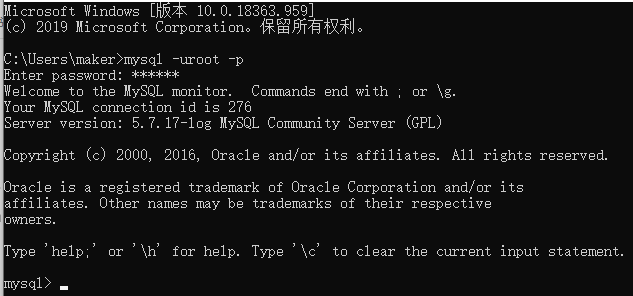 Microsoft Windows [版本 10.0.18363.959]
(c) 2019 Microsoft Corporation。保留所有权利。
C:\Users\maker>mysql -uroot -p
Enter password: ******
Welcome to the MySQL monitor.  Commands end with ; or \g.
Your MySQL connection id is 276
Server version: 5.7.17-log MySQL Community Server (GPL)
Copyright (c) 2000, 2016, Oracle and/or its affiliates. All rights reserved.
Oracle is a registered trademark of Oracle Corporation and/or its
affiliates. Other names may be trademarks of their respective
owners.
Type 'help;' or '\h' for help. Type '\c' to clear the current input statement.
mysql> _